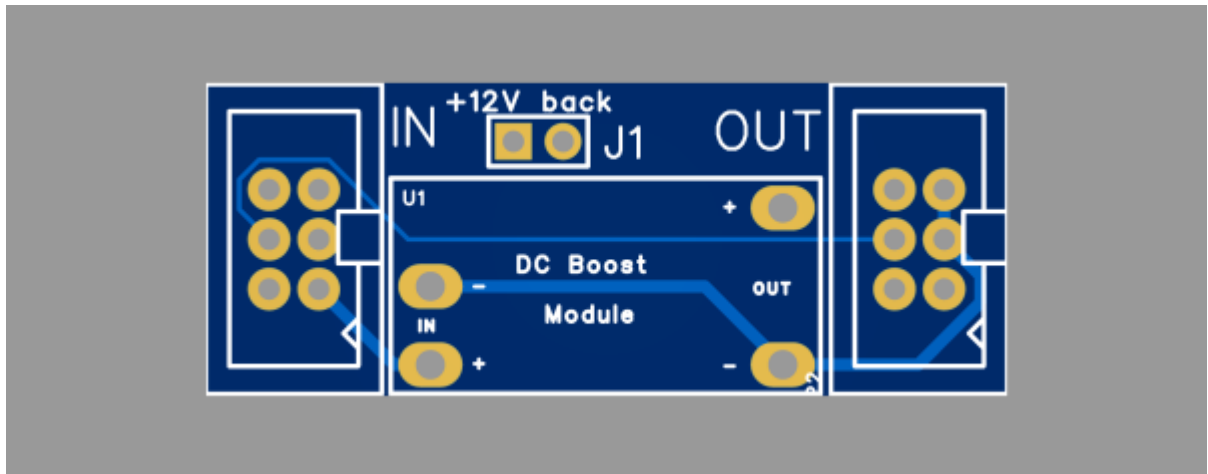 +12V back
IN
J1
OUT
U1
+
DC Boost
-
OUT
Module
IN
+
-